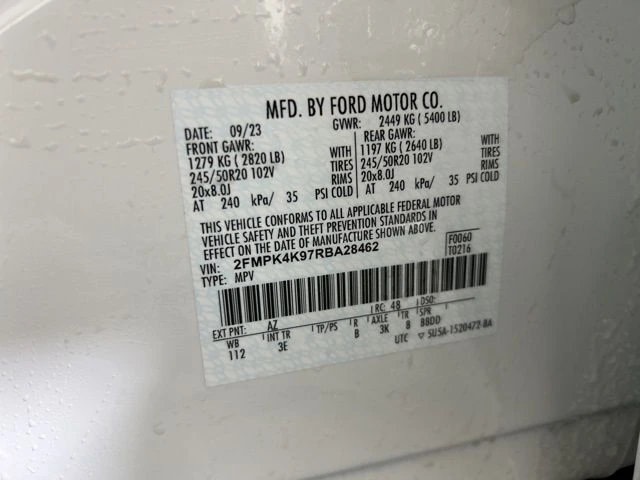 MFD. BY FORD MOTOR CO.
DATE: 09/23 GVWR: 2449 KG ( 5400 LB)
FRONT GAWR: REAR GAWR:
1279 KG ( 2820 LB) WITH 1197 KG ( 2640 LB) WITH
245/50R20 102V TIRES 245/50R20 102V TIRES
20x8.0J RIMS 20x8.0J RIMS
AT 240 kPa/ 35 PSI COLD AT 240 kPa/ 35 PSI COLD
THIS VEHICLE CONFORMS TO ALL APPLICABLE FEDERAL MOTOR
VEHICLE SAFETY AND THEFT PREVENTION STANDARDS IN
EFFECT ON THE DATE OF MANUFACTURE SHOWN ABOVE.
VIN: 2FMPK4K97RBA28462 F0060
TYPE: MPV T0216
EXT PNT: AZ RC: 48 DSO:
WB INT TR TP/PS R AXLE TR SPR
112 3E B 3K 8 BBDD
UTC ▽ 5U5A-1520472-BA